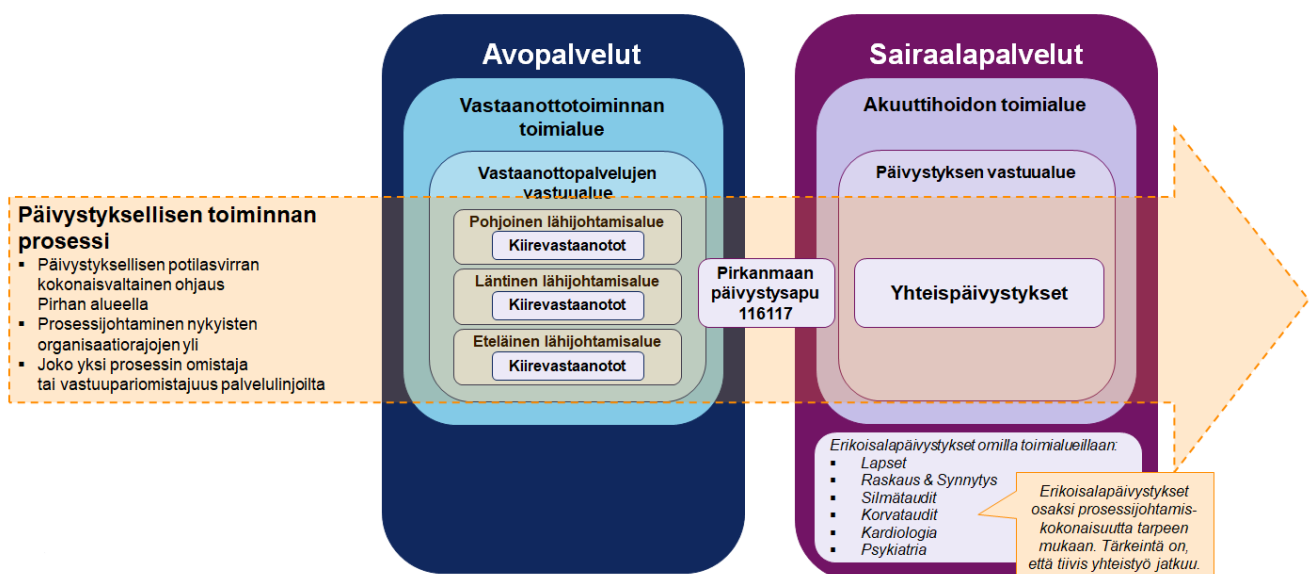 Avopalvelut
Vastaanottotoiminnan
toimialue
Vastaanottopalvelujen
vastuualue
Pohjoinen lähijohtamisalue
Kiirevastaanotot
Läntinen lähijohtamisalue
Kiirevastaanotot
Eteläinen lähijohtamisalue
Kiirevastaanotot
Sairaalapalvelut
Akuuttihoidon toimialue
Päivystyksen vastuualue
Yhteispäivystykset
Pirkanmaan
päivystysapu
116117
Päivystyksellisen toiminnan
prosessi
▪ Päivystyksellisen potilasvirran
kokonaisvaltainen ohjaus
Pirhan alueella
▪ Prosessijohtaminen nykyisten
organisaatiorajojen yli
▪ Joko yksi prosessin omistaja
tai vastuupariomistajuus palvelulinjoilta
Erikoisalapäivystykset omilla toimialueillaan:
▪ Lapset
▪ Raskaus & Synnytys
▪ Silmätaudit
▪ Korvataudit
▪ Kardiologia
▪ Psykiatria
Erikoisalapäivystykset
osaksi prosessijohtamis-
kokonaisuutta tarpeen
mukaan. Tärkeintä on,
että tiivis yhteistyö jatkuu.